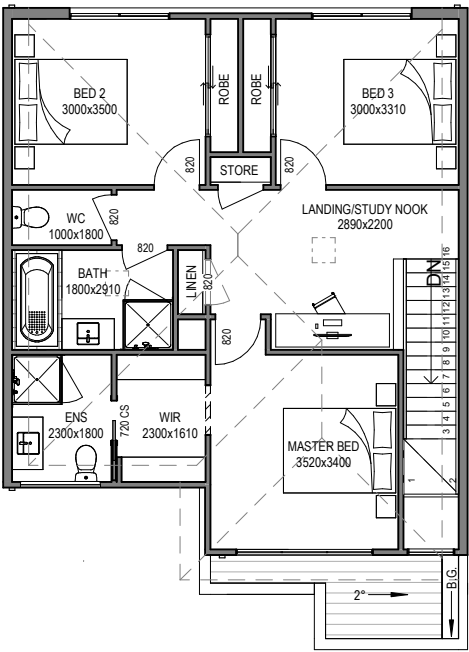 BED 2
3000x3500
ROBE
ROBE
BED 3
3000x3310
820
STORE
820
WC
1000x1800
820
LANDING/STUDY NOOK
2890x2200
820
BATH
1800x2910
LINEN
820
DN
16
15
14
13
12
11
10
9
8
7
6
5
4
3
2
1
820
ENS
2300x1800
720 CS
WIR
2300x1610
MASTER BED
3520x3400
2°
B.G.